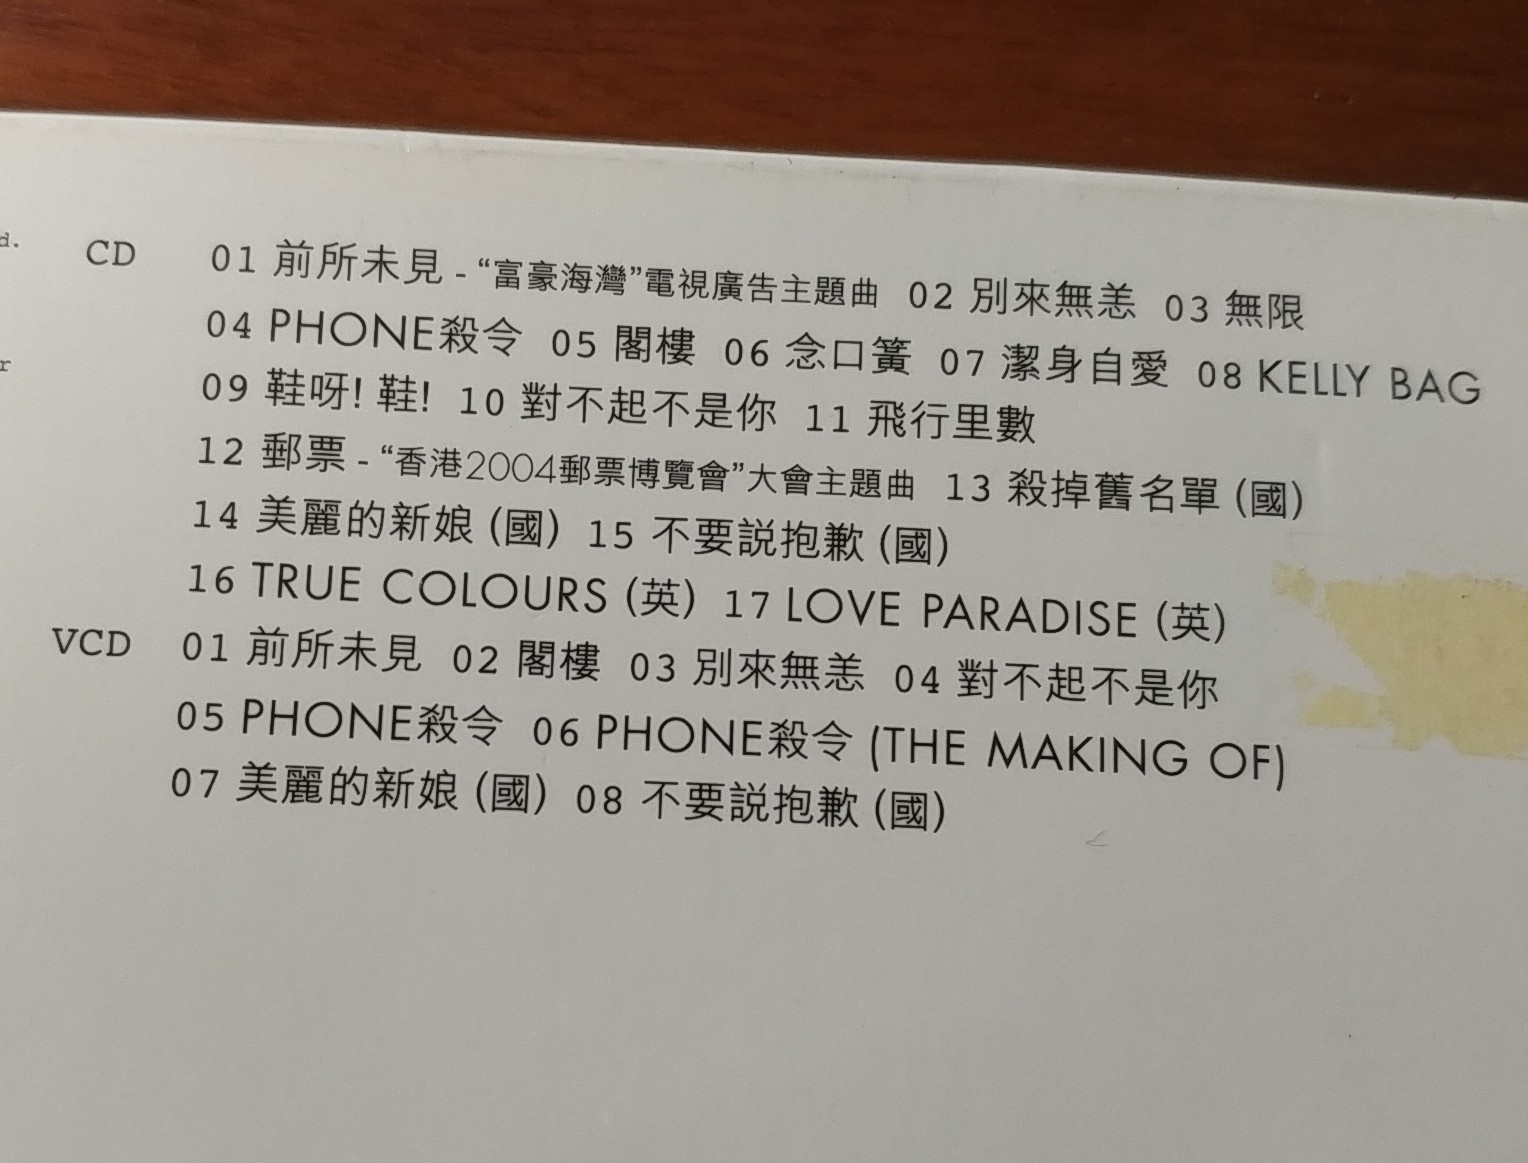 d.
CD 01 前所未見 - “富豪海灣”電視廣告主題曲 02 別來無恙 03 無限
04 PHONE殺令 05 閣樓 06 念口簧 07 潔身自愛 08 KELLY BAG
r
09 鞋呀! 鞋! 10 對不起不是你 11 飛行里數
12 郵票 - “香港2004郵票博覽會”大會主題曲 13 殺掉舊名單 (國)
14 美麗的新娘 (國) 15 不要説抱歉 (國)
16 TRUE COLOURS (英) 17 LOVE PARADISE (英)
VCD 01 前所未見 02 閣樓 03 別來無恙 04 對不起不是你
05 PHONE殺令 06 PHONE殺令 (THE MAKING OF)
07 美麗的新娘 (國) 08 不要説抱歉 (國)